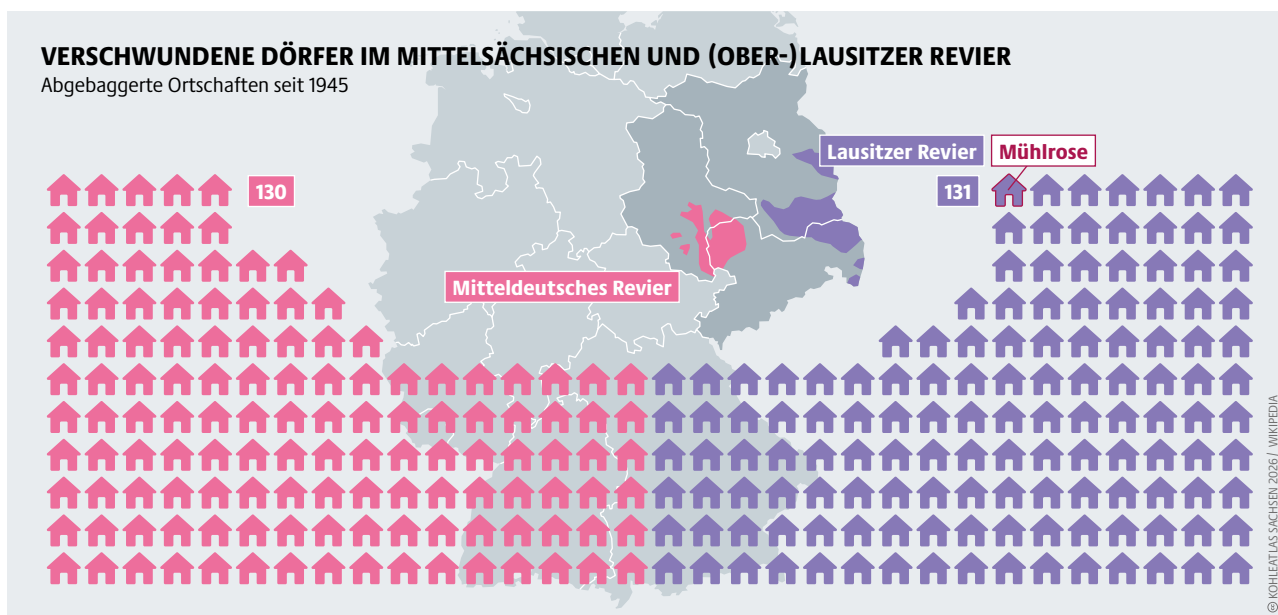 VERSCHWUNDENE DÖRFER IM MITTELSÄCHSISCHEN UND (OBER-)LAUSITZER REVIER
Abgebaggerte Ortschaften seit 1945
Lausitzer Revier
Mühlrose
130
131
Mitteldeutsches Revier
© KOHLEATLAS SACHSEN 2026 / WIKIPEDIA